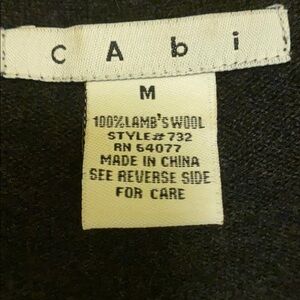 cAbi
M
100%LAMB'S WOOL
STYLE#732
RN 54077
MADE IN CHINA
SEE REVERSE SIDE
FOR CARE